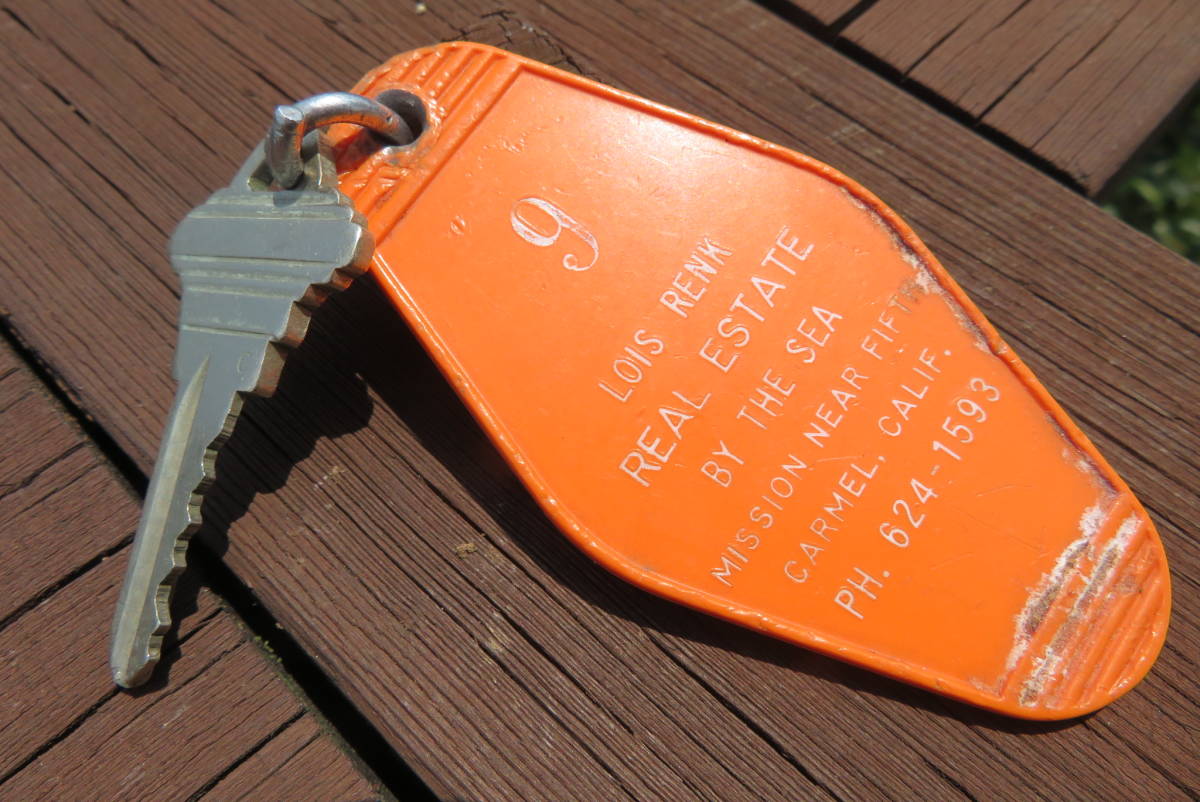 9
LOIS RENK
REAL ESTATE
BY THE SEA
MISSION NEAR FIFTH
CARMEL, CALIF.
PH. 624-1593